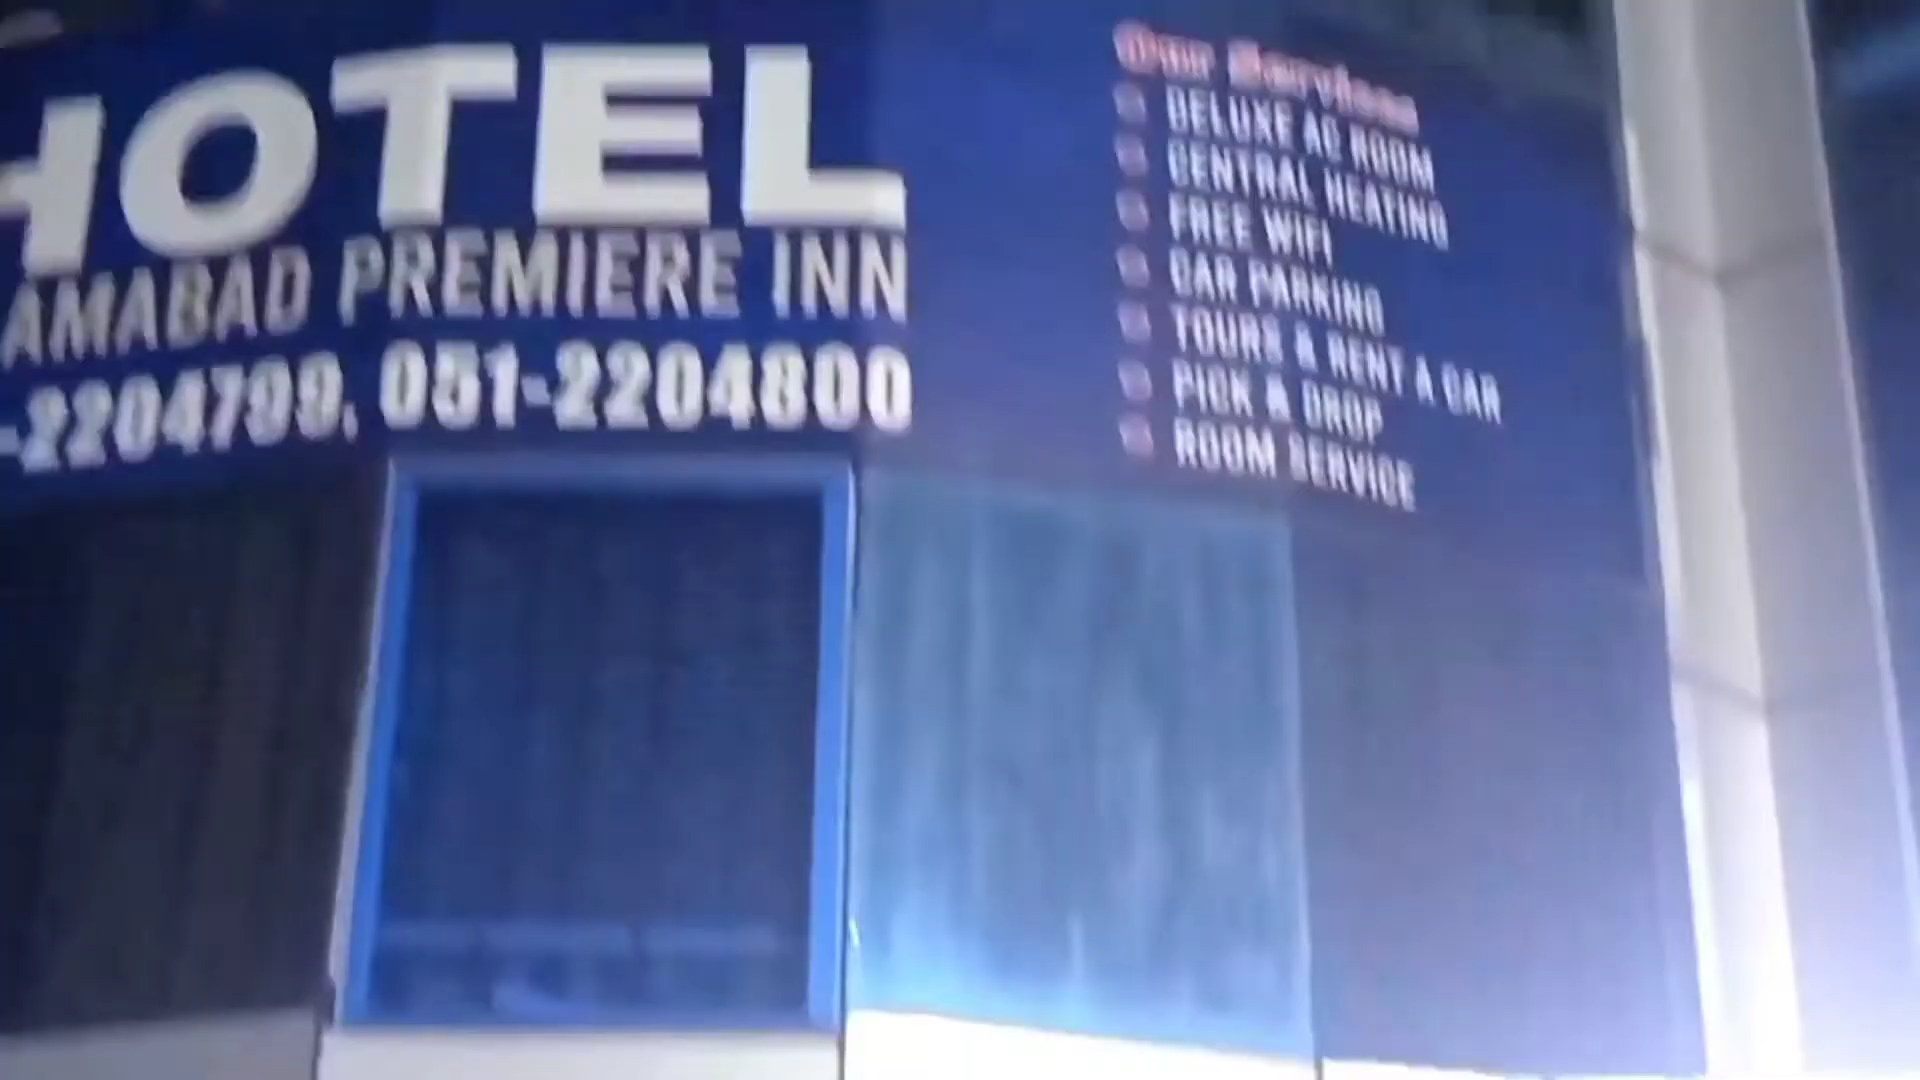 HOTEL
AMABAD PREMIERE INN
-2204799, 051-2204800
Our Services
DELUXE AC ROOM
CENTRAL HEATING
FREE WIFI
CAR PARKING
TOURS & RENT A CAR
PICK & DROP
ROOM SERVICE